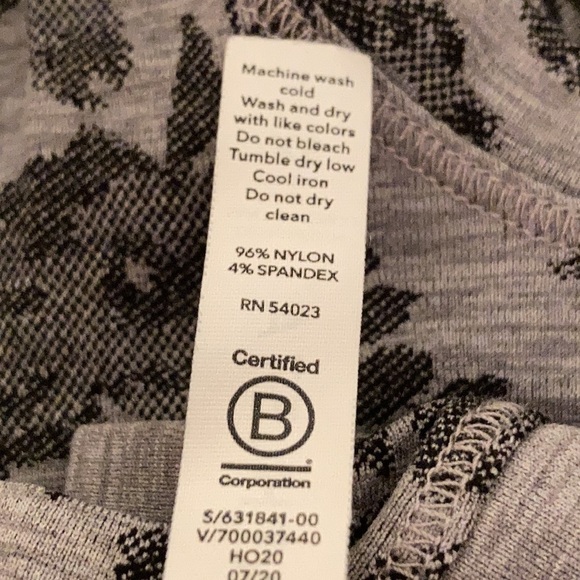 Machine wash
cold
Wash and dry
with like colors
Do not bleach
Tumble dry low
Cool iron
Do not dry
clean
96% NYLON
4% SPANDEX
RN 54023
Certified
B
Corporation
S/631841-00
V/700037440
HO20
07/20